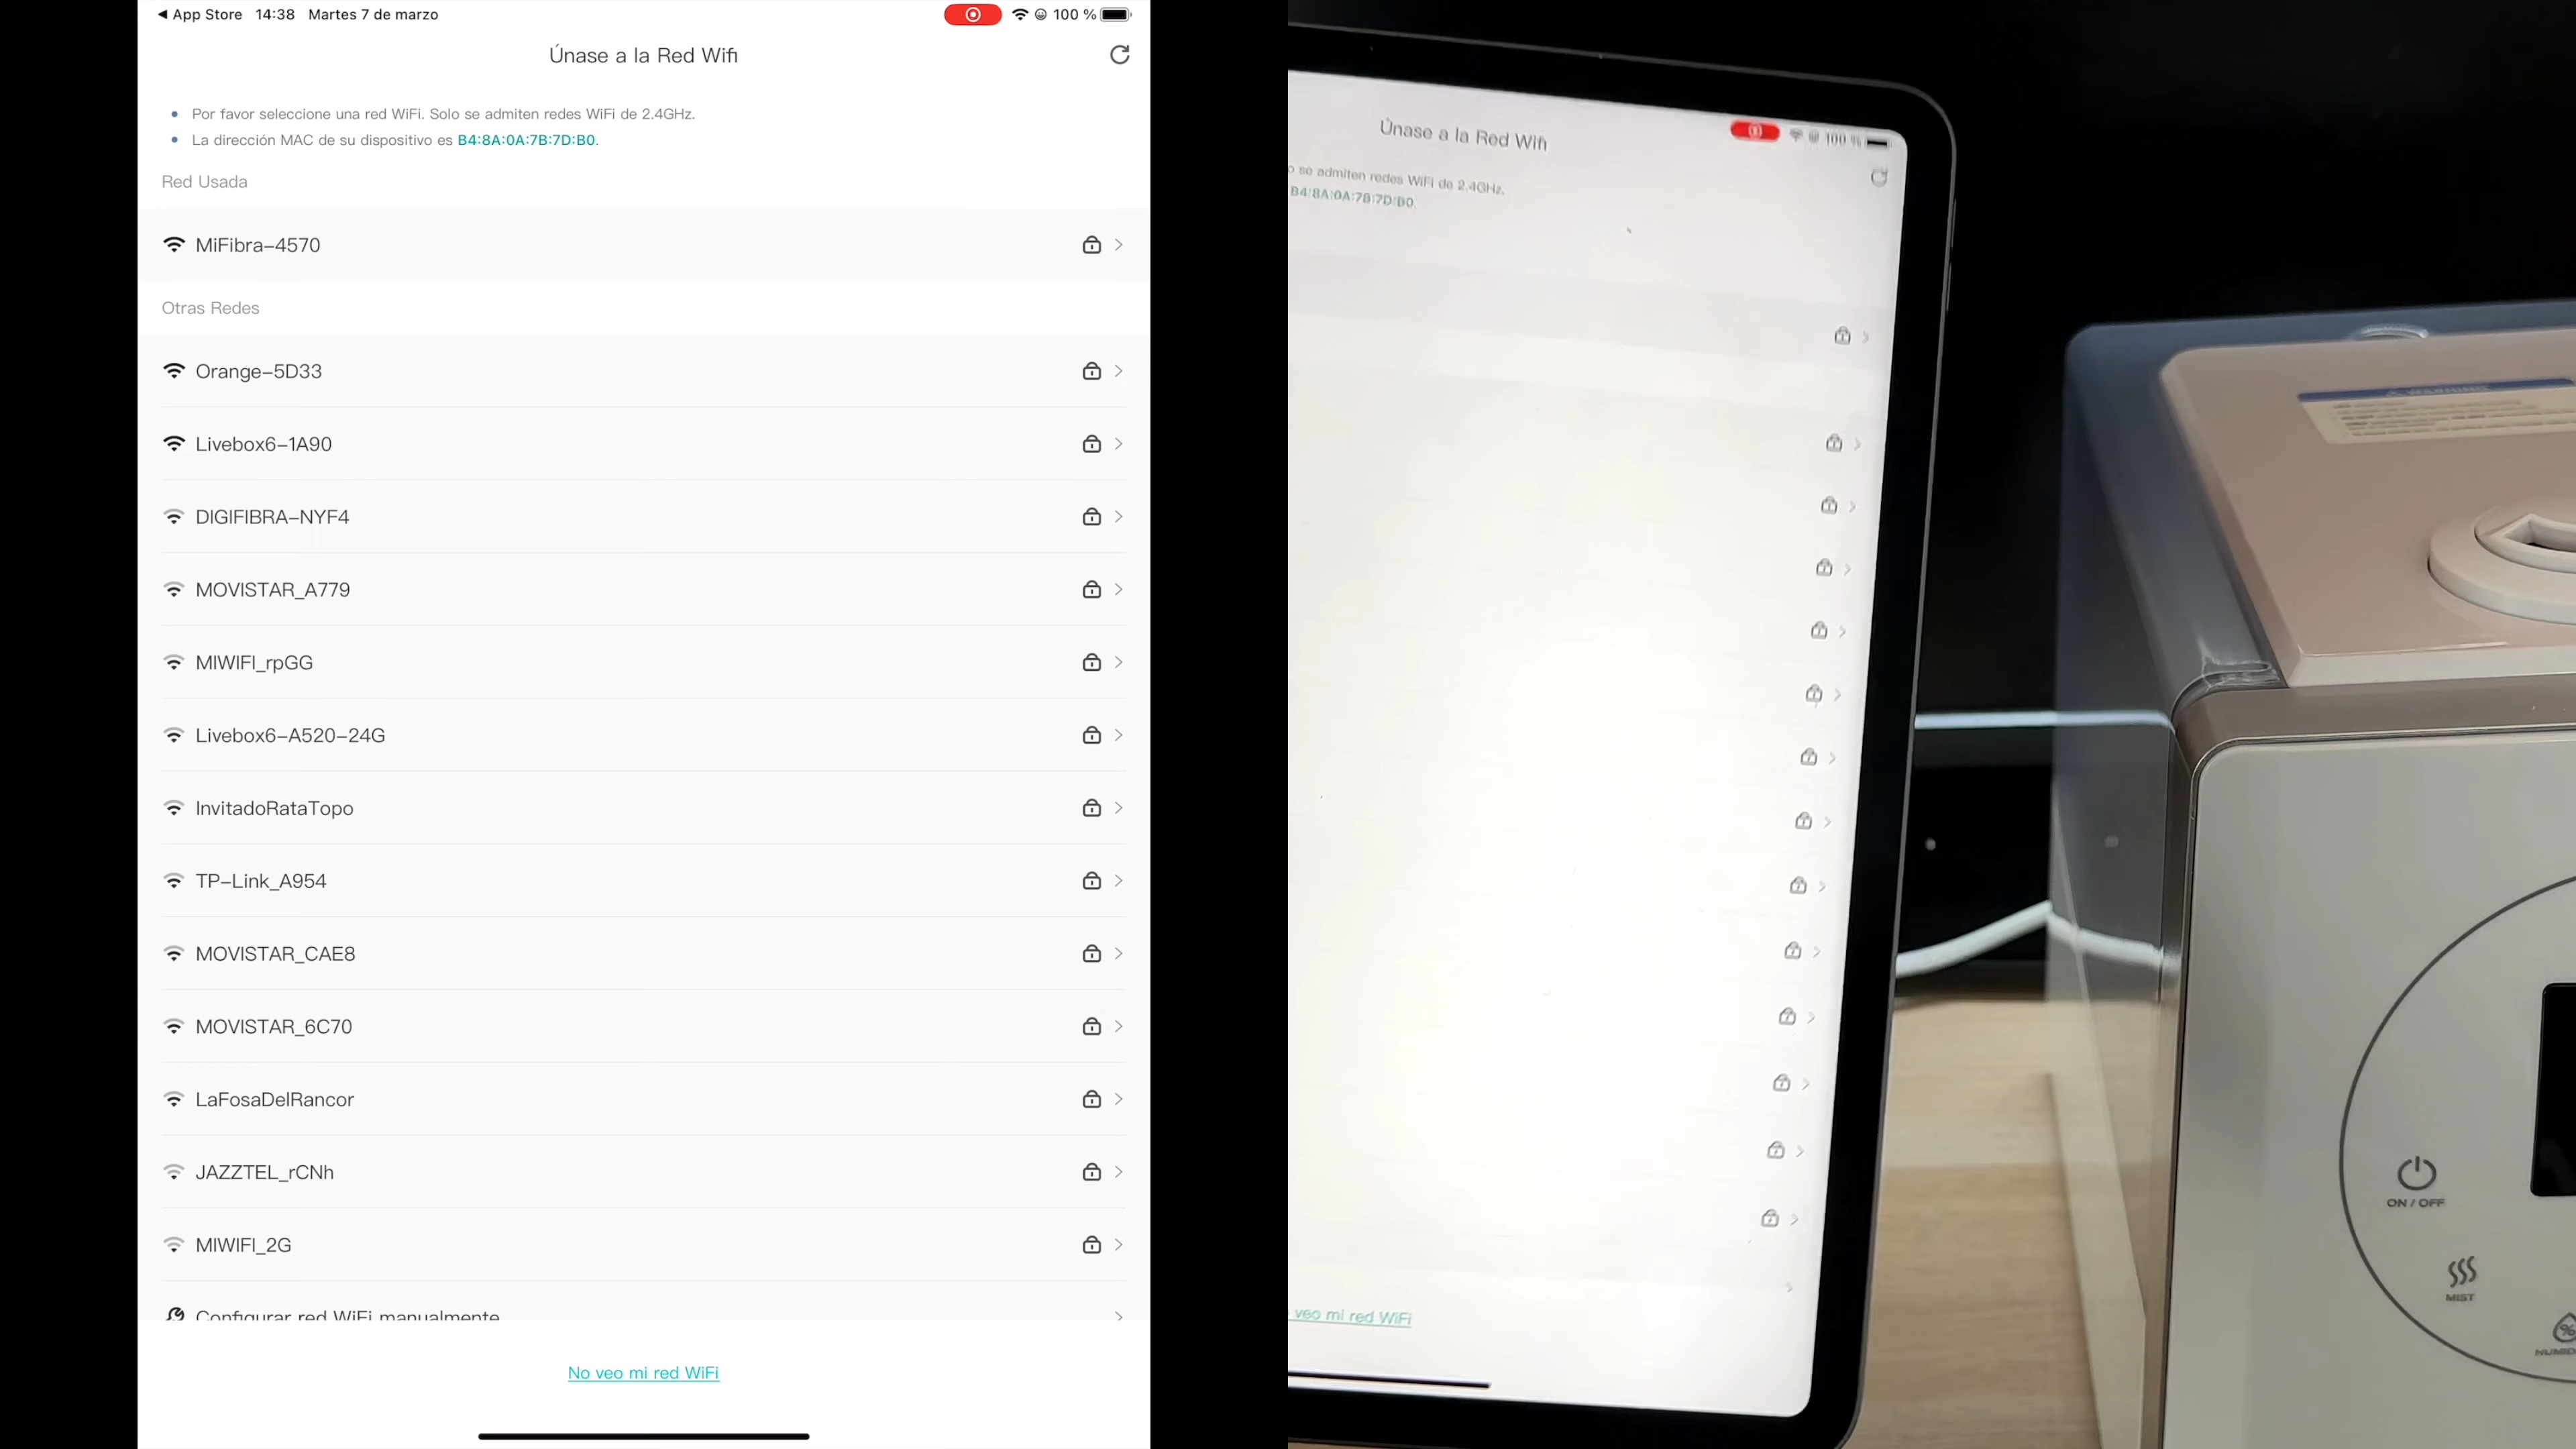 App Store 14:38 Martes 7 de marzo 100 %
Únase a la Red Wifi
Por favor seleccione una red WiFi. Solo se admiten redes WiFi de 2.4GHz.
La dirección MAC de su dispositivo es B4:8A:0A:7B:7D:B0.
Red Usada
MiFibra-4570
Otras Redes
Orange-5D33
Livebox6-1A90
DIGIFIBRA-NYF4
MOVISTAR_A779
MIWIFI_rpGG
Livebox6-A520-24G
InvitadoRataTopo
TP-Link_A954
MOVISTAR_CAE8
MOVISTAR_6C70
LaFosaDelRancor
JAZZTEL_rCNh
MIWIFI_2G
Configurar red WiFi manualmente
No veo mi red WiFi
100 %
Únase a la Red Wifi
o se admiten redes WiFi de 2.4GHz.
B4:8A:0A:7B:7D:B0.
veo mi red WiFi
WARNING
ON / OFF
MIST
HUMID